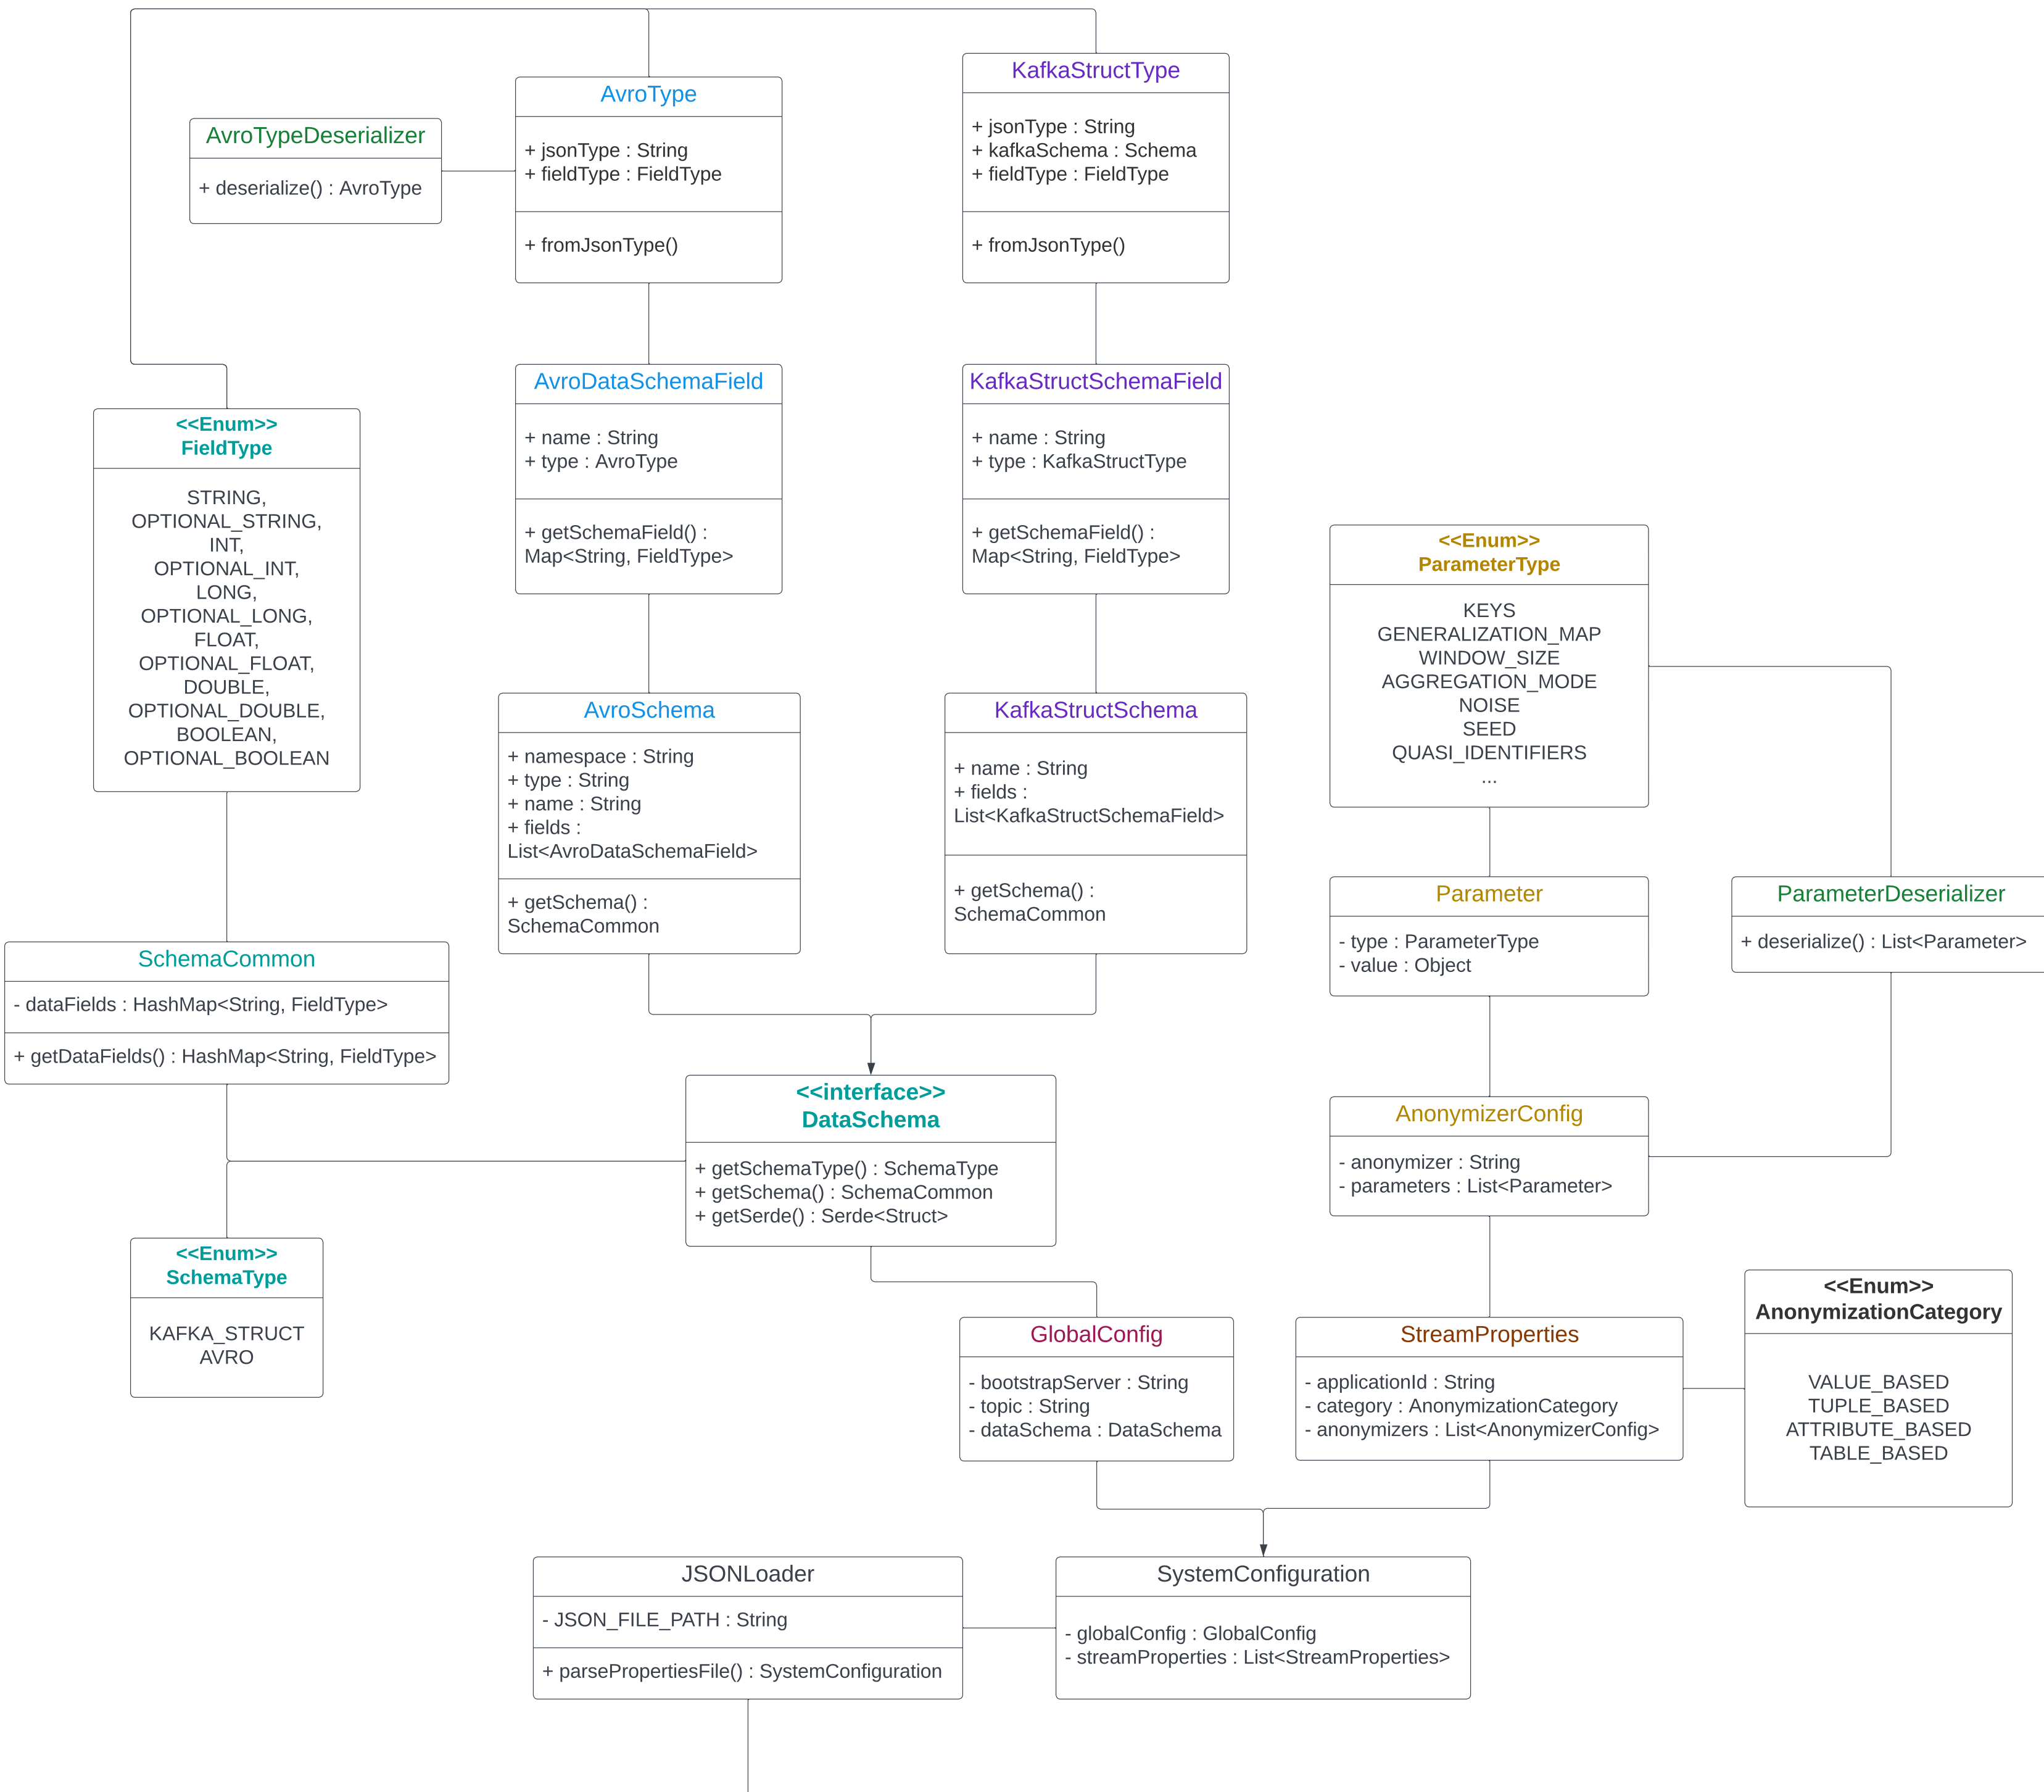 KafkaStructType
+ jsonType : String
+ kafkaSchema : Schema
+ fieldType : FieldType
+ fromJsonType()
AvroType
+ jsonType : String
+ fieldType : FieldType
+ fromJsonType()
AvroTypeDeserializer
+ deserialize() : AvroType
AvroDataSchemaField
+ name : String
+ type : AvroType
+ getSchemaField() :
Map<String, FieldType>
KafkaStructSchemaField
+ name : String
+ type : KafkaStructType
+ getSchemaField() :
Map<String, FieldType>
<<Enum>>
FieldType
STRING,
OPTIONAL_STRING,
INT,
OPTIONAL_INT,
LONG,
OPTIONAL_LONG,
FLOAT,
OPTIONAL_FLOAT,
DOUBLE,
OPTIONAL_DOUBLE,
BOOLEAN,
OPTIONAL_BOOLEAN
<<Enum>>
ParameterType
KEYS
GENERALIZATION_MAP
WINDOW_SIZE
AGGREGATION_MODE
NOISE
SEED
QUASI_IDENTIFIERS
...
AvroSchema
+ namespace : String
+ type : String
+ name : String
+ fields :
List<AvroDataSchemaField>
+ getSchema() :
SchemaCommon
KafkaStructSchema
+ name : String
+ fields :
List<KafkaStructSchemaField>
+ getSchema() :
SchemaCommon
Parameter
- type : ParameterType
- value : Object
ParameterDeserializer
+ deserialize() : List<Parameter>
SchemaCommon
- dataFields : HashMap<String, FieldType>
+ getDataFields() : HashMap<String, FieldType>
<<interface>>
DataSchema
+ getSchemaType() : SchemaType
+ getSchema() : SchemaCommon
+ getSerde() : Serde<Struct>
AnonymizerConfig
- anonymizer : String
- parameters : List<Parameter>
<<Enum>>
SchemaType
KAFKA_STRUCT
AVRO
GlobalConfig
- bootstrapServer : String
- topic : String
- dataSchema : DataSchema
StreamProperties
- applicationId : String
- category : AnonymizationCategory
- anonymizers : List<AnonymizerConfig>
<<Enum>>
AnonymizationCategory
VALUE_BASED
TUPLE_BASED
ATTRIBUTE_BASED
TABLE_BASED
JSONLoader
- JSON_FILE_PATH : String
+ parsePropertiesFile() : SystemConfiguration
SystemConfiguration
- globalConfig : GlobalConfig
- streamProperties : List<StreamProperties>